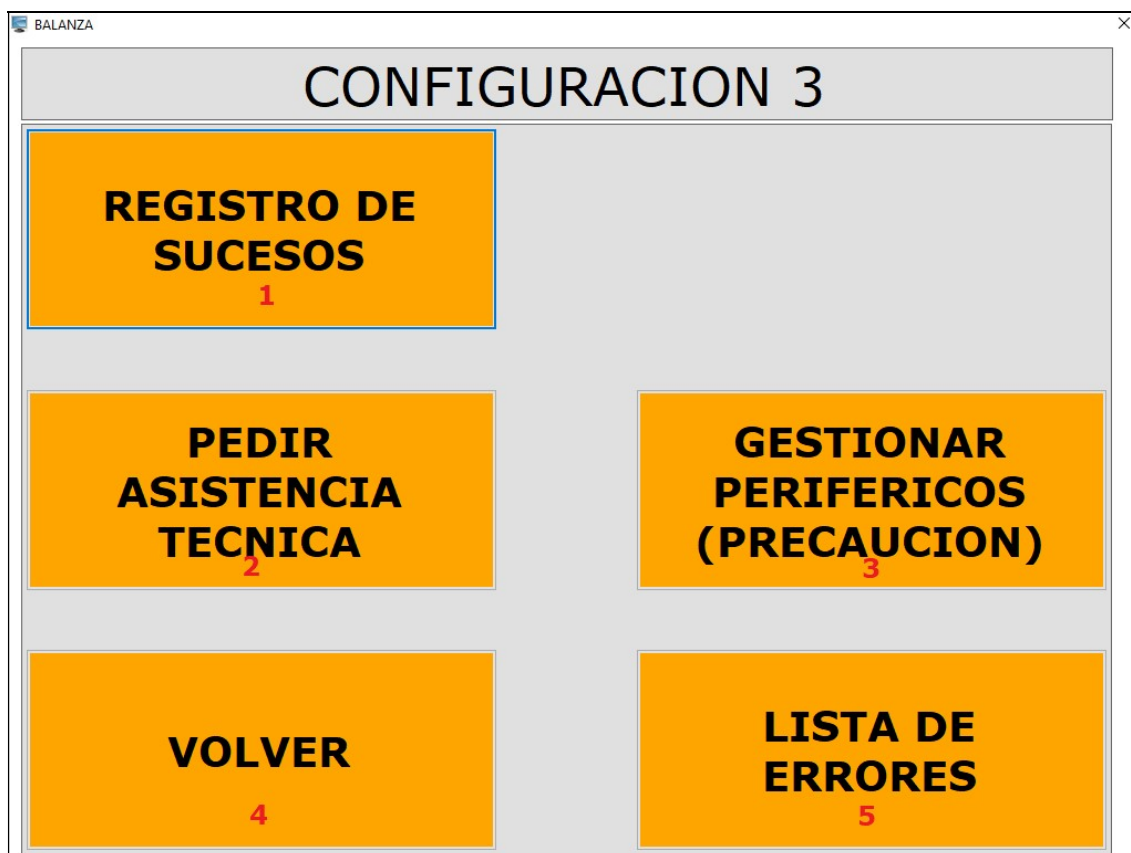 BALANZA
CONFIGURACION 3
REGISTRO DE
SUCESOS
1
PEDIR
ASISTENCIA
TECNICA
2
GESTIONAR
PERIFERICOS
(PRECAUCION)
3
VOLVER
4
LISTA DE
ERRORES
5